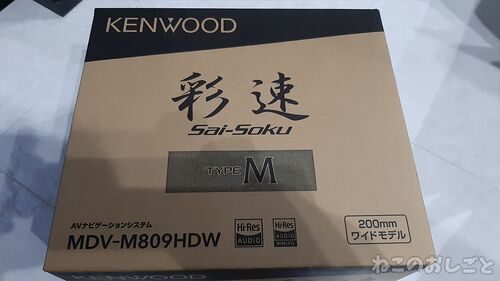 KENWOOD
彩速
Sai-Soku
TYPE M
AVナビゲーションシステム
MDV-M809HDW
Hi-Res
AUDIO
Hi-Res
AUDIO
WIRELESS
200mm
ワイドモデル
ねこのおしごと